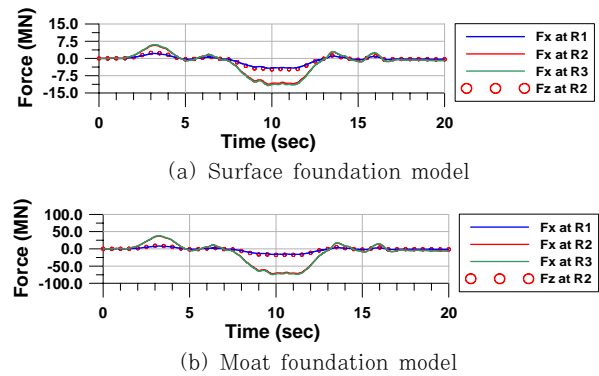 15.0
7.5
0.0
-7.5
-15.0
Force (MN)
0 5 10 15 20
Time (sec)
Fx at R1
Fx at R2
Fx at R3
Fz at R2
(a) Surface foundation model
100.0
50.0
0.0
-50.0
-100.0
Force (MN)
0 5 10 15 20
Time (sec)
Fx at R1
Fx at R2
Fx at R3
Fz at R2
(b) Moat foundation model